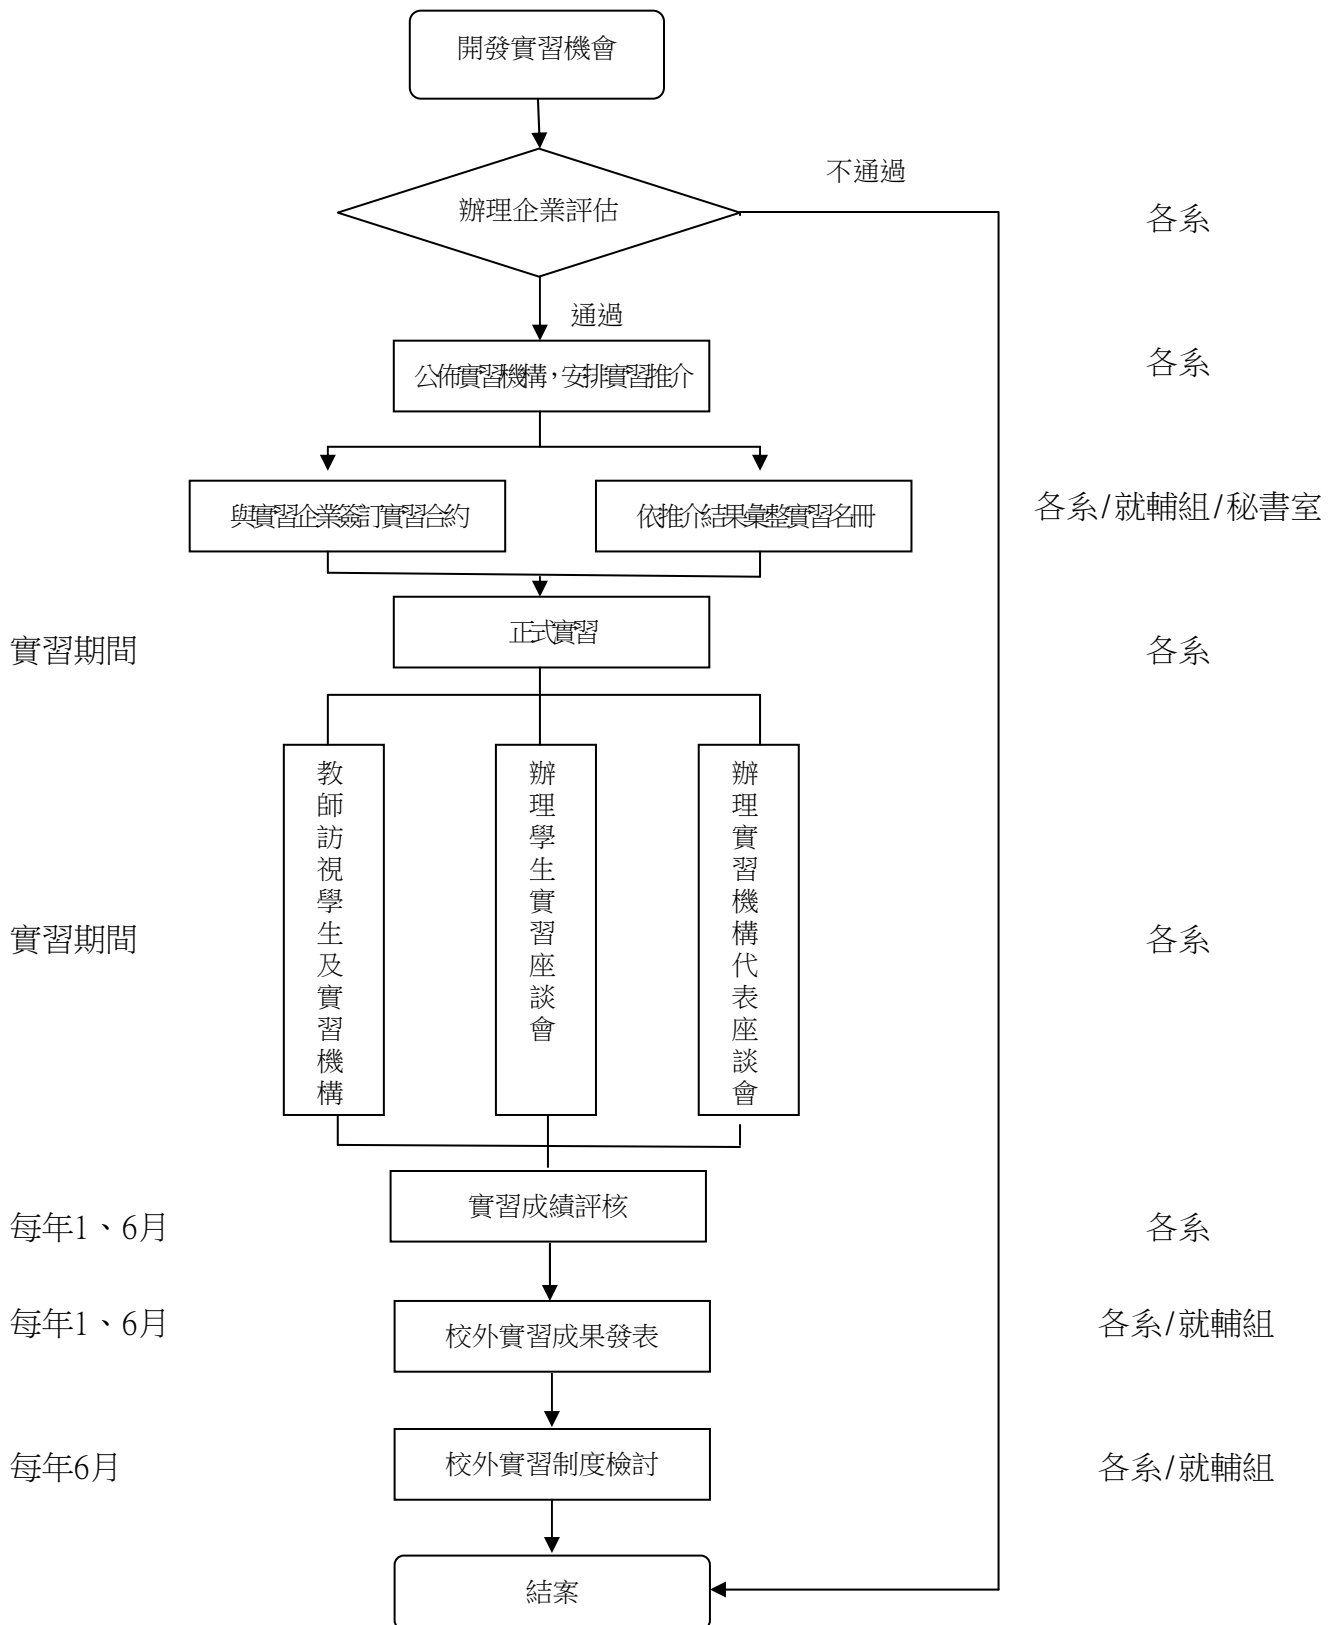 開發實習機會
不通過
辦理企業評估
各系
通過
公佈實習機構，安排實習推介
各系
與實習企業簽訂實習合約
依推介結果彙整實習名冊
各系/就輔組/秘書室
實習期間
正式實習
各系
教師訪視學生及實習機構
辦理學生實習座談會
辦理實習機構代表座談會
實習期間
各系
每年1、6月
實習成績評核
各系
每年1、6月
校外實習成果發表
各系/就輔組
每年6月
校外實習制度檢討
各系/就輔組
結案